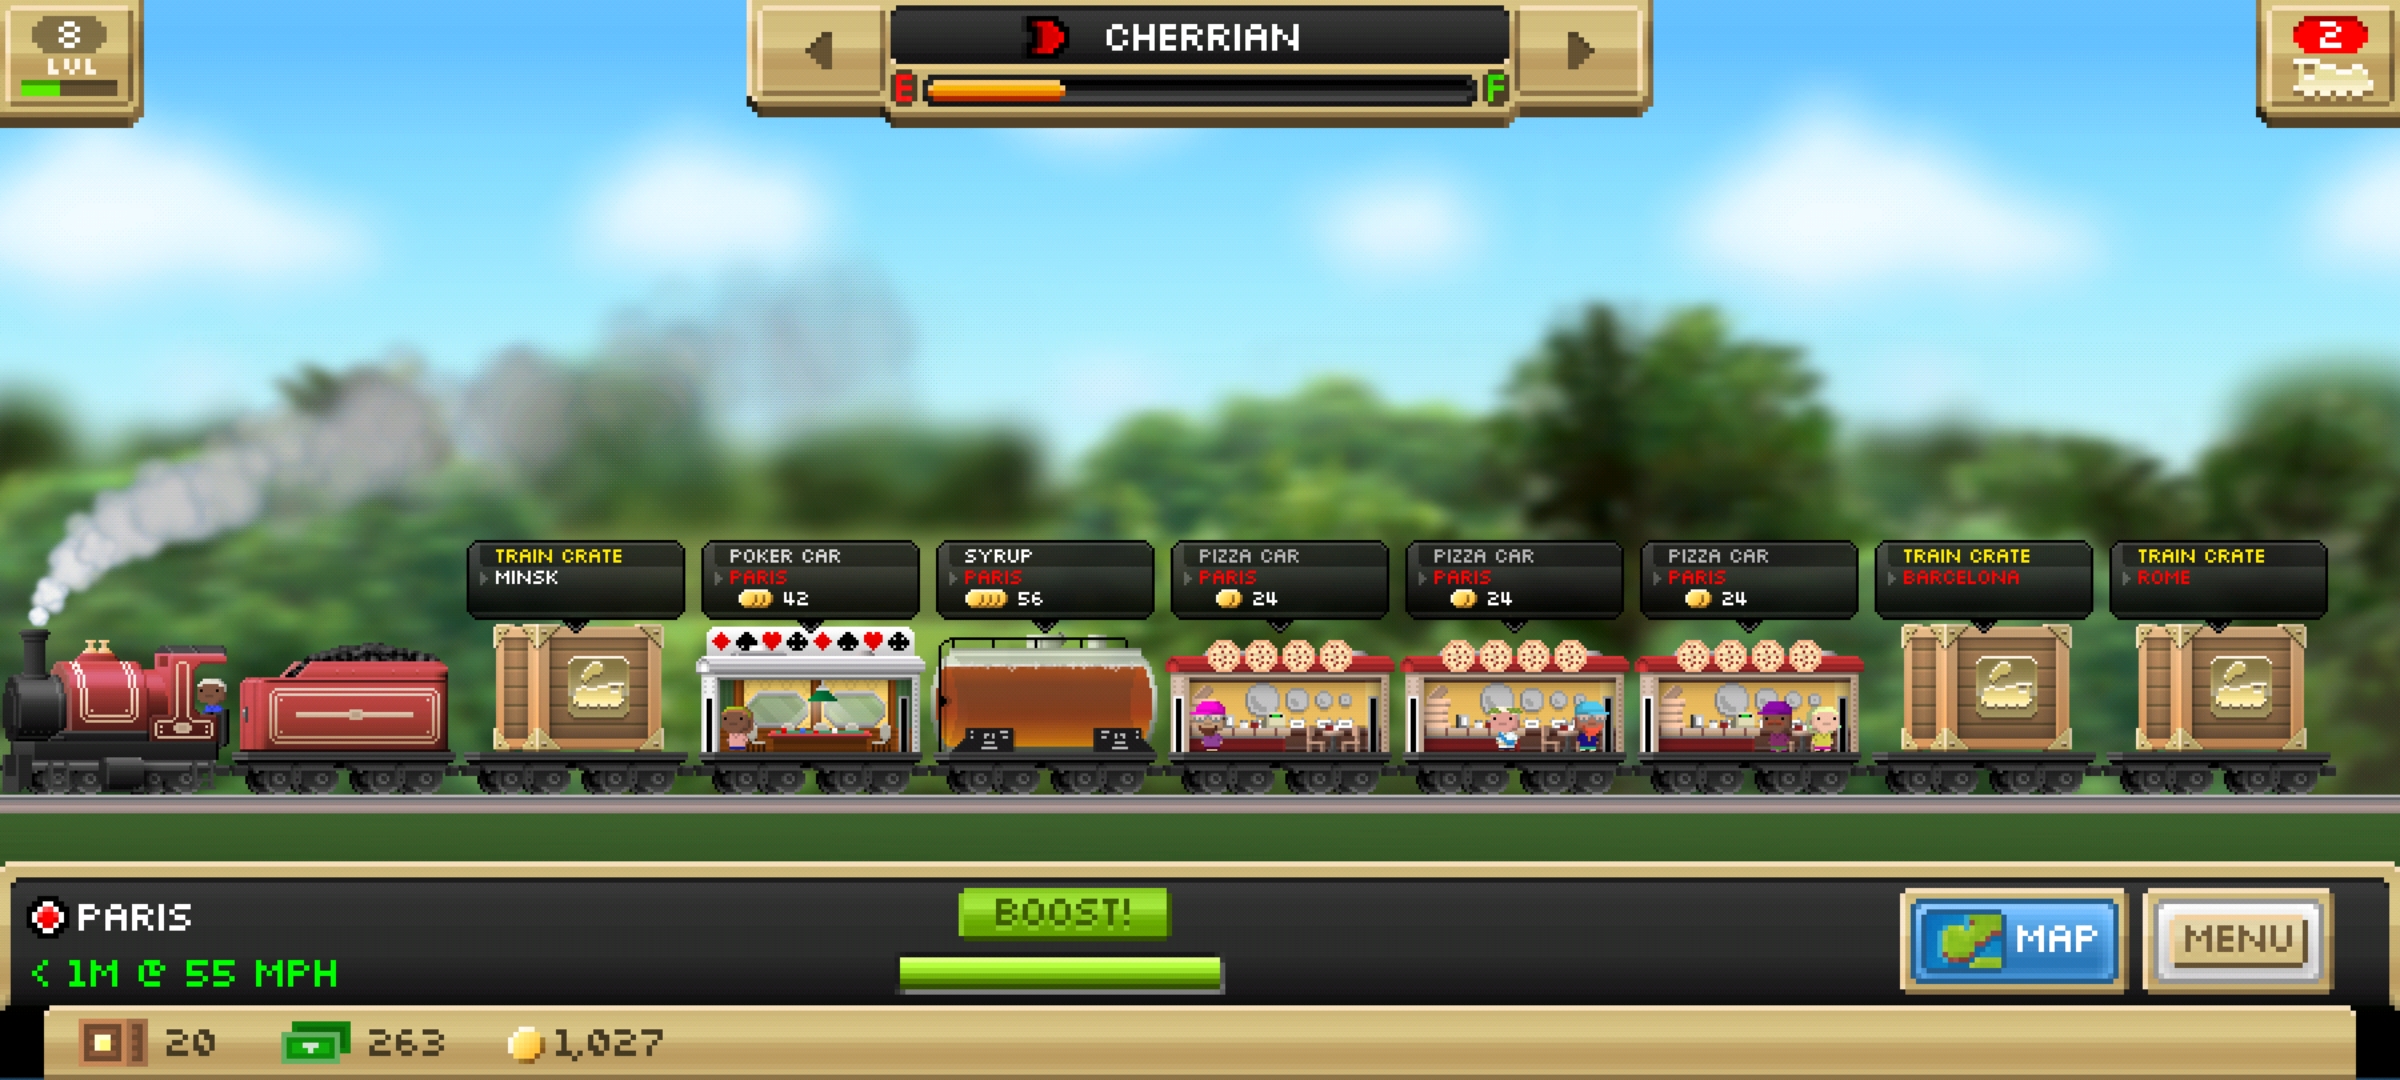 8
LVL
CHERRIAN
E F
2
TRAIN CRATE
MINSK
POKER CAR
PARIS
42
SYRUP
PARIS
56
PIZZA CAR
PARIS
24
PIZZA CAR
PARIS
24
PIZZA CAR
PARIS
24
TRAIN CRATE
BARCELONA
TRAIN CRATE
ROME
PARIS
< 1M @ 55 MPH
BOOST!
MAP
MENU
20
263
1,027